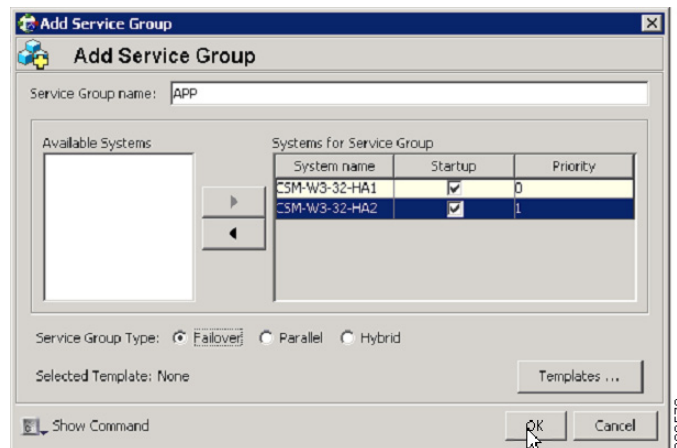 Add Service Group
Add Service Group
Service Group name: APP
Available Systems
Systems for Service Group
System name Startup Priority
CSM-W3-32-HA1 0
CSM-W3-32-HA2 1
Service Group Type: Failover Parallel Hybrid
Selected Template: None
Templates ...
Show Command
OK Cancel